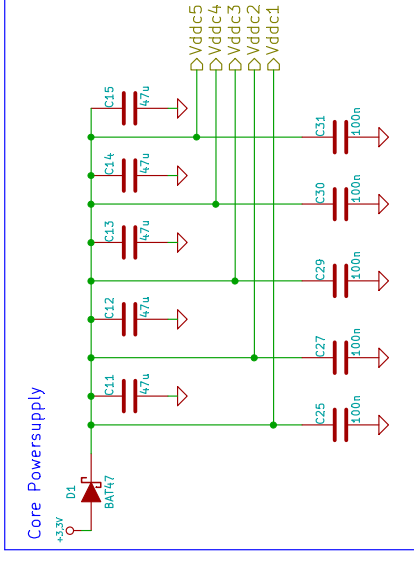 Vddc5
Vddc4
Vddc3
Vddc2
Vddc1
C15
47u
C31
100n
C14
47u
C30
100n
C13
47u
C29
100n
C12
47u
C27
100n
C11
47u
C25
100n
Core Powersupply
D1
BAT47
+3.3V